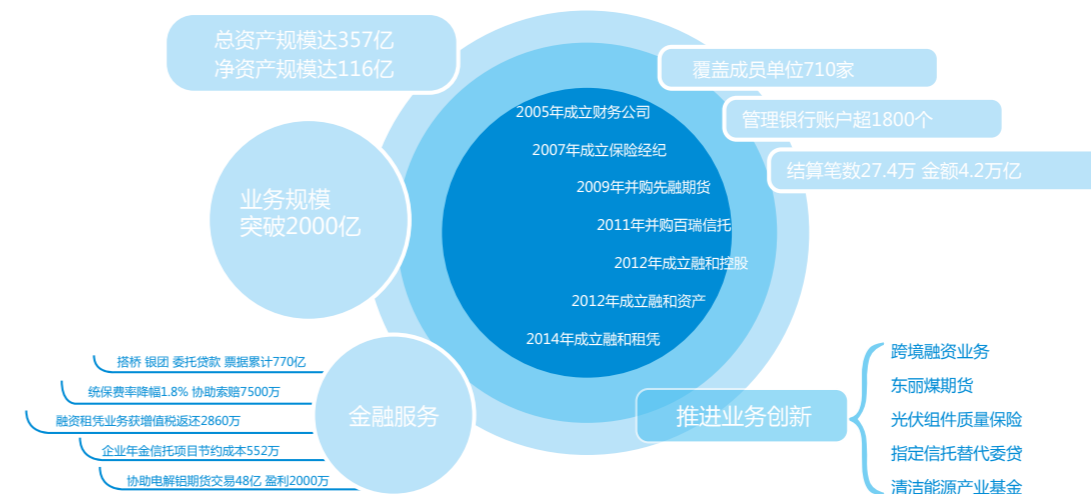 总资产规模达357亿
净资产规模达116亿
覆盖成员单位710家
管理银行账户超1800个
结算笔数27.4万 金额4.2万亿
业务规模
突破2000亿
2005年成立财务公司
2007年成立保险经纪
2009年并购先融期货
2011年并购百瑞信托
2012年成立融和控股
2012年成立融和资产
2014年成立融和租凭
搭桥 银团 委托贷款 票据累计770亿
统保费率降幅1.8% 协助索赔7500万
融资租凭业务获增值税返还2860万
企业年金信托项目节约成本552万
协助电解铝期货交易48亿 盈利2000万
金融服务
推进业务创新
跨境融资业务
东丽煤期货
光伏组件质量保险
指定信托替代委贷
清洁能源产业基金